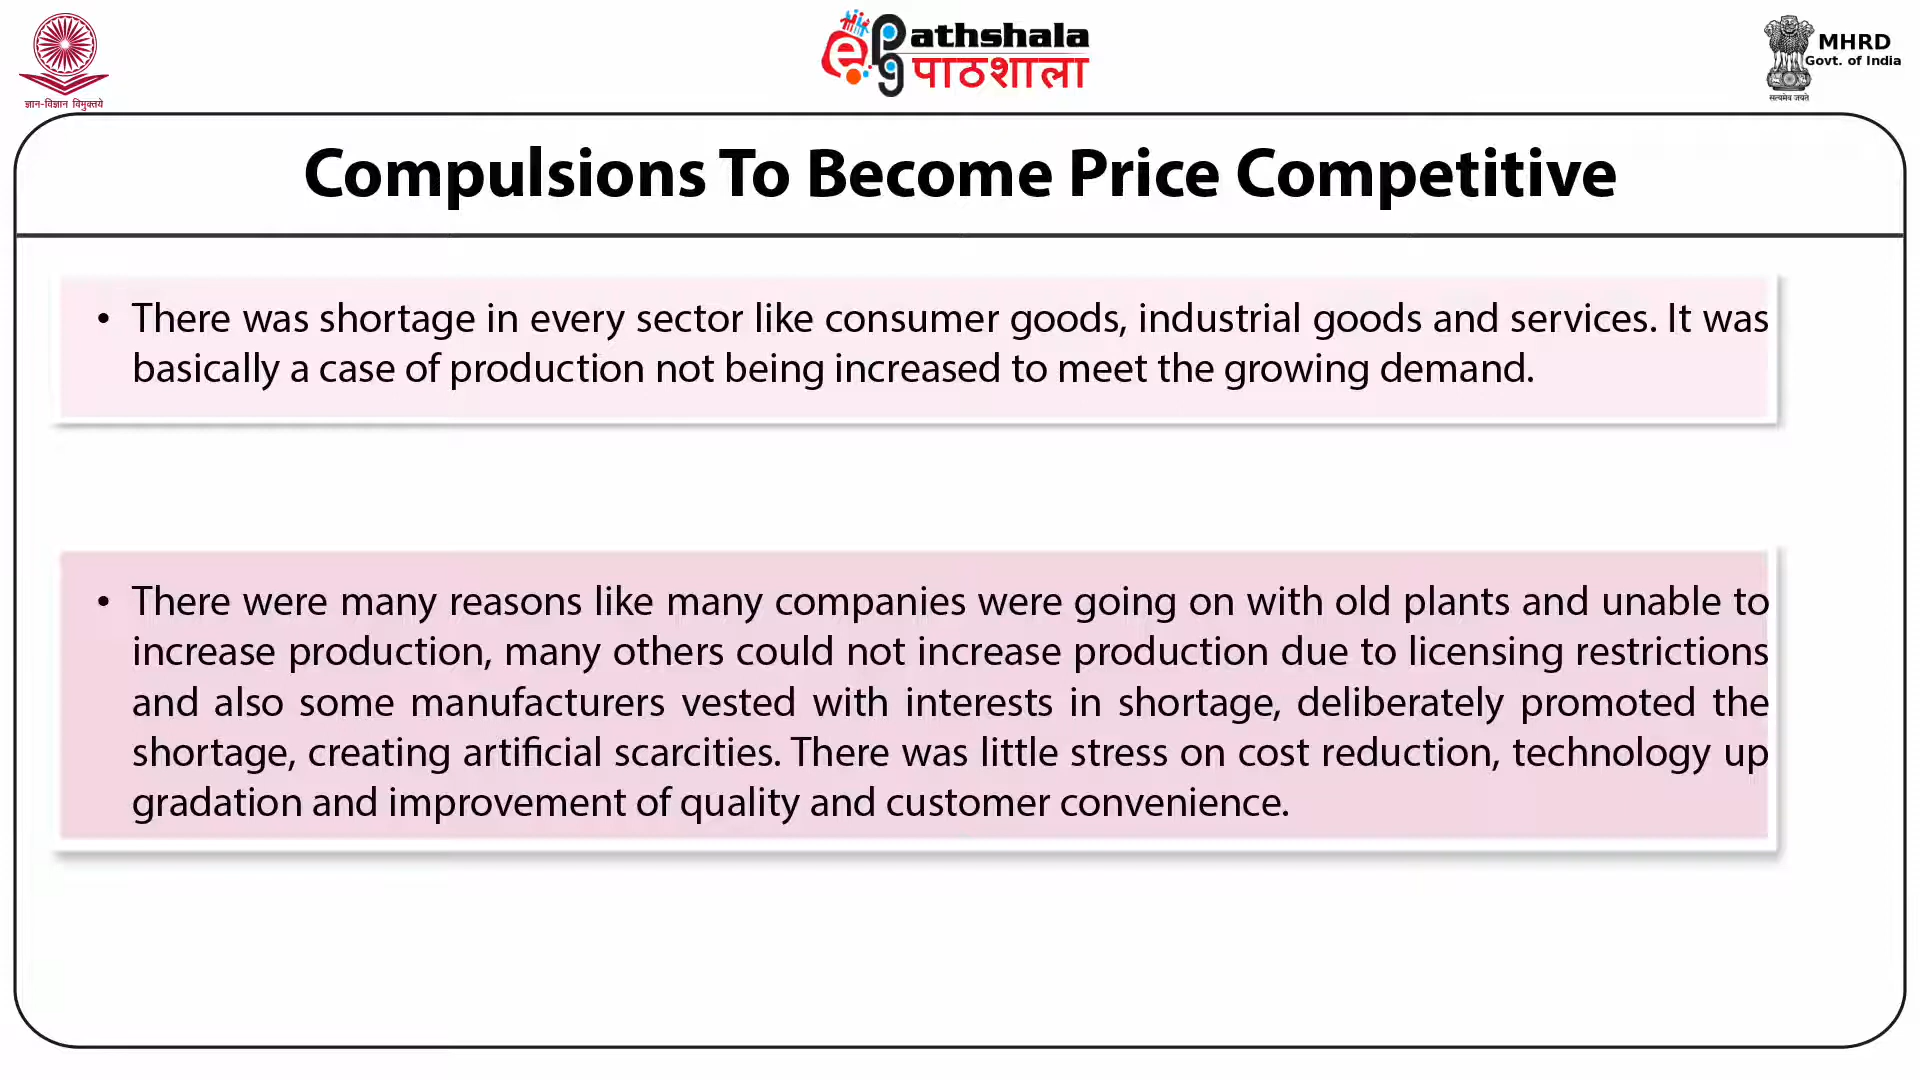 ज्ञान-विज्ञान विमुक्तये
ePathshala
पाठशाला
MHRD
Govt. of India
सत्यमेव जयते
Compulsions To Become Price Competitive
• There was shortage in every sector like consumer goods, industrial goods and services. It was
basically a case of production not being increased to meet the growing demand.
• There were many reasons like many companies were going on with old plants and unable to
increase production, many others could not increase production due to licensing restrictions
and also some manufacturers vested with interests in shortage, deliberately promoted the
shortage, creating artificial scarcities. There was little stress on cost reduction, technology up
gradation and improvement of quality and customer convenience.